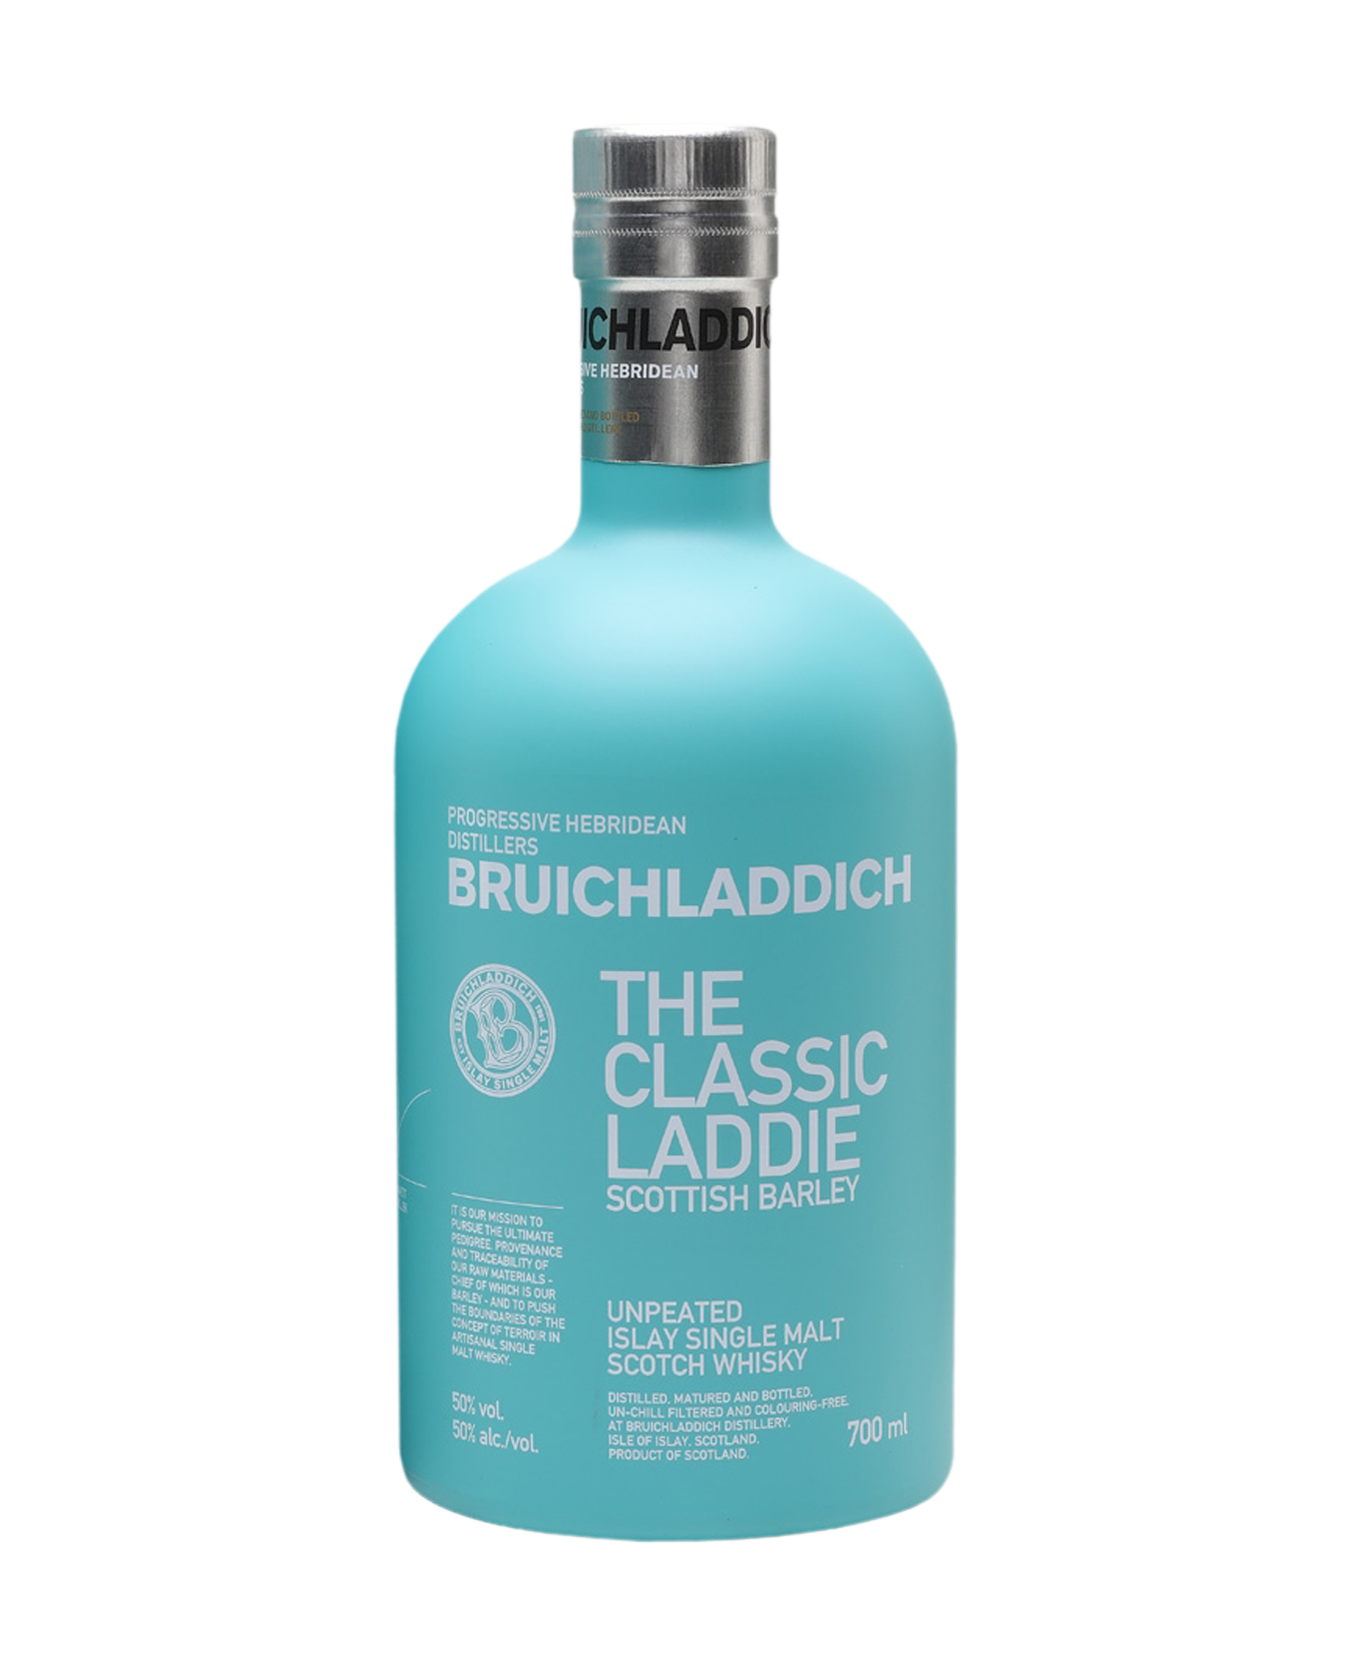 ICHLADDIC
SIVE HEBRIDEAN
AND BOTTLED
PROGRESSIVE HEBRIDEAN
DISTILLERS
BRUICHLADDICH
BRUICHLADDICH
1881
ISLAY SINGLE MALT
B
THE
CLASSIC
LADDIE
SCOTTISH BARLEY
IT IS OUR MISSION TO
PURSUE THE ULTIMATE
PEDIGREE, PROVENANCE
AND TRACEABILITY OF
OUR RAW MATERIALS -
CHIEF OF WHICH IS OUR
BARLEY - AND TO PUSH
THE BOUNDARIES OF THE
CONCEPT OF TERROIR IN
ARTISANAL SINGLE
MALT WHISKY.
50% vol.
50% alc./vol.
UNPEATED
ISLAY SINGLE MALT
SCOTCH WHISKY
DISTILLED, MATURED AND BOTTLED,
UN-CHILL FILTERED AND COLOURING-FREE.
AT BRUICHLADDICH DISTILLERY,
ISLE OF ISLAY, SCOTLAND.
PRODUCT OF SCOTLAND.
700 ml